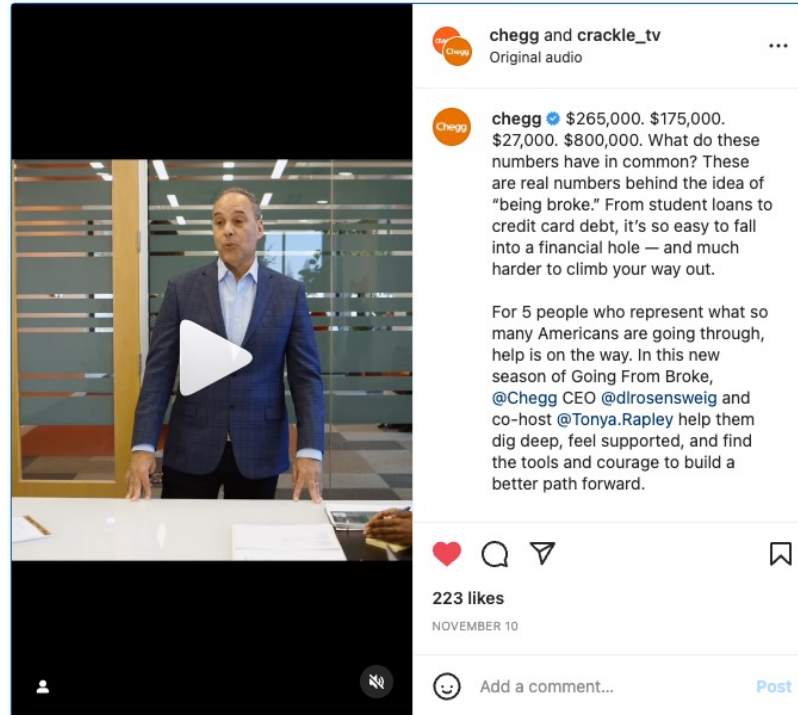 chegg and crackle_tv
Original audio
Chegg
Chegg
chegg $265,000. $175,000.
$27,000. $800,000. What do these
numbers have in common? These
are real numbers behind the idea of
“being broke.” From student loans to
credit card debt, it’s so easy to fall
into a financial hole — and much
harder to climb your way out.
For 5 people who represent what so
many Americans are going through,
help is on the way. In this new
season of Going From Broke,
@Chegg CEO @dlrosensweig and
co-host @Tonya.Rapley help them
dig deep, feel supported, and find
the tools and courage to build a
better path forward.
223 likes
NOVEMBER 10
Add a comment...
Post